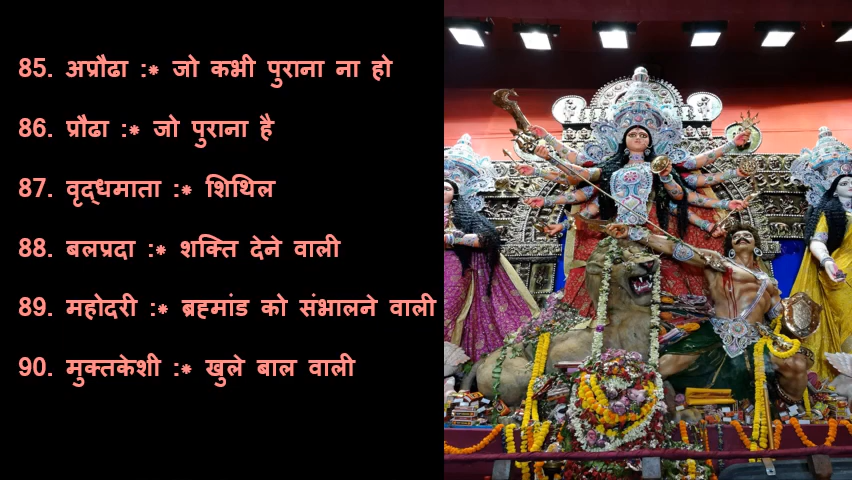 85. अप्रौढा :⁕ जो कभी पुराना ना हो
86. प्रौढा :⁕ जो पुराना है
87. वृद्धमाता :⁕ शिथिल
88. बलप्रदा :⁕ शक्ति देने वाली
89. महोदरी :⁕ ब्रह्मांड को संभालने वाली
90. मुक्तकेशी :⁕ खुले बाल वाली